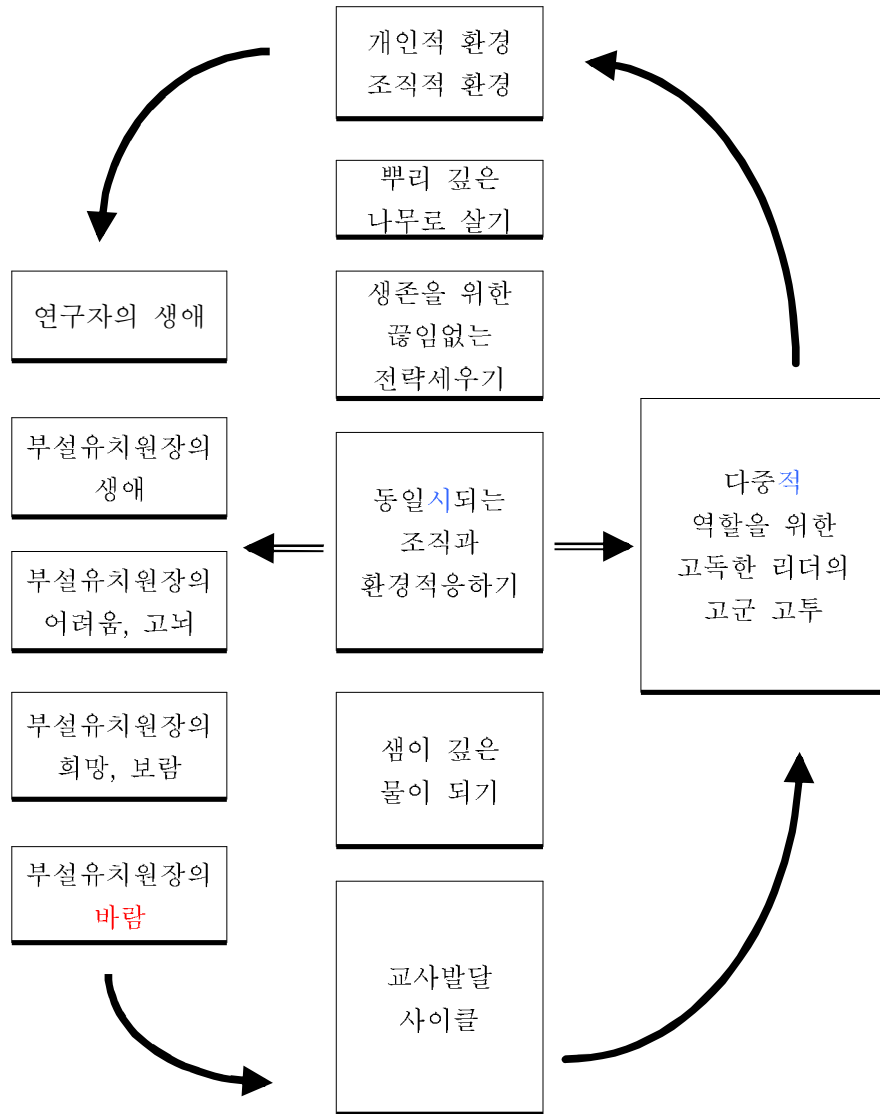 개인적 환경
조직적 환경
뿌리 깊은
나무로 살기
생존을 위한
끊임없는
전략세우기
동일시되는
조직과
환경적응하기
샘이 깊은
물이 되기
교사발달
사이클
연구자의 생애
부설유치원장의
생애
부설유치원장의
어려움, 고뇌
부설유치원장의
희망, 보람
부설유치원장의
바람
다중적
역할을 위한
고독한 리더의
고군 고투